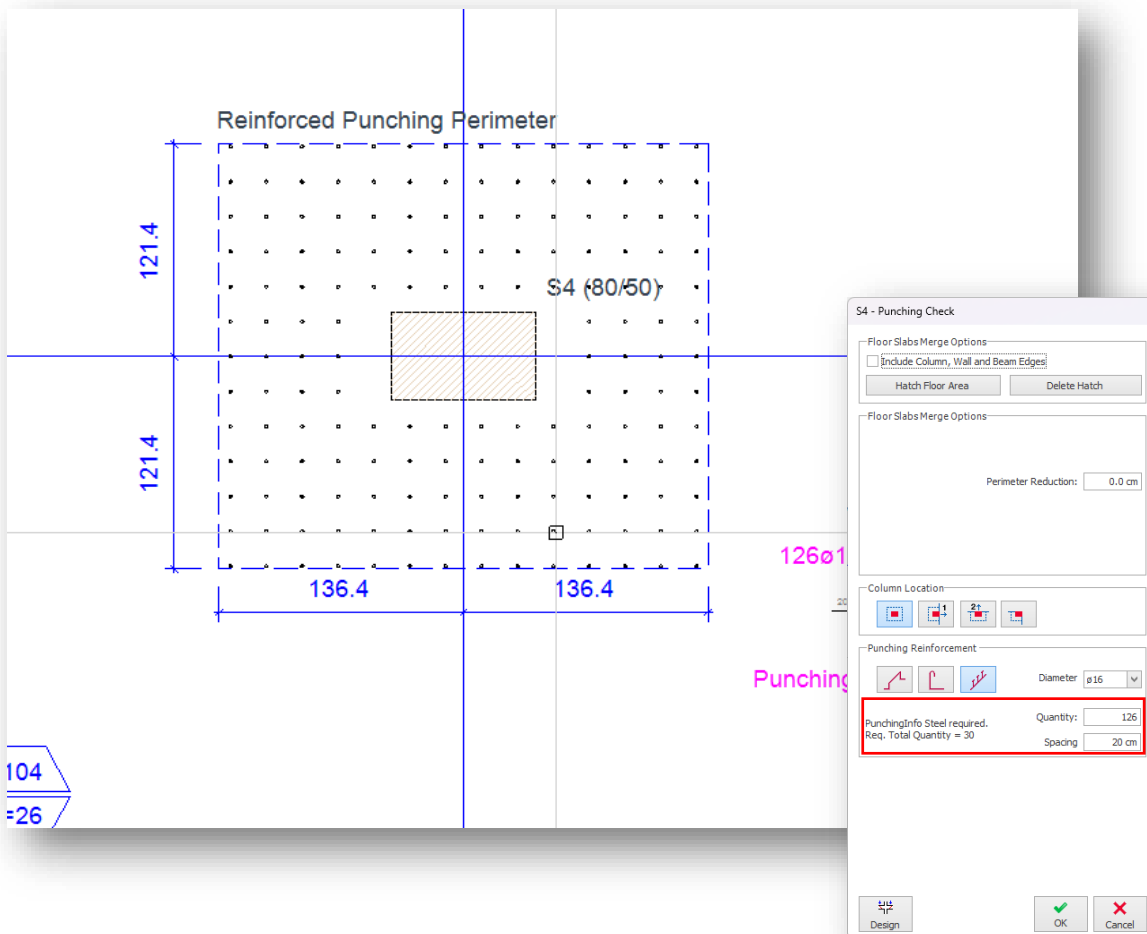 Reinforced Punching Perimeter
121.4
S4 (80/50)
121.4
136.4
136.4
126ø1
20
Punching
104
=26
S4 - Punching Check
Floor Slabs Merge Options
Include Column, Wall and Beam Edges
Hatch Floor Area
Delete Hatch
Floor Slabs Merge Options
Perimeter Reduction:
0.0 cm
Column Location
1
2
Punching Reinforcement
Diameter
ø16
PunchingInfo Steel required.
Req. Total Quantity = 30
Quantity:
126
Spacing
20 cm
Design
OK
Cancel